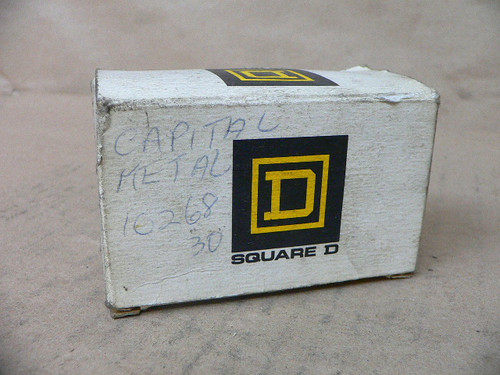 D
CAPITAL
METAL
16268
"30"
D
SQUARE D